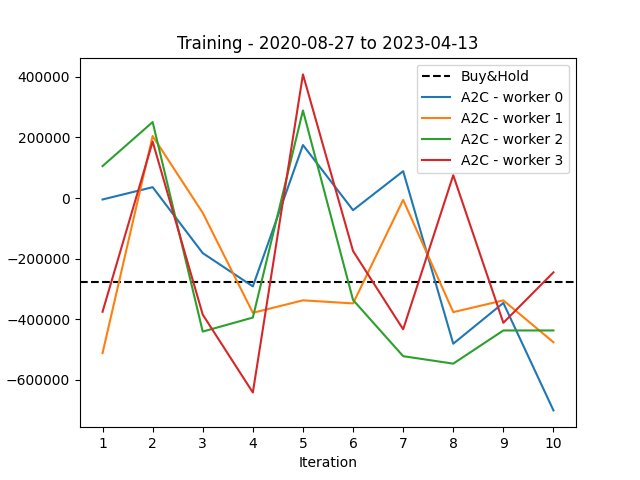 Training - 2020-08-27 to 2023-04-13
Buy&Hold
A2C - worker 0
A2C - worker 1
A2C - worker 2
A2C - worker 3
400000
200000
0
−200000
−400000
−600000
1 2 3 4 5 6 7 8 9 10
Iteration